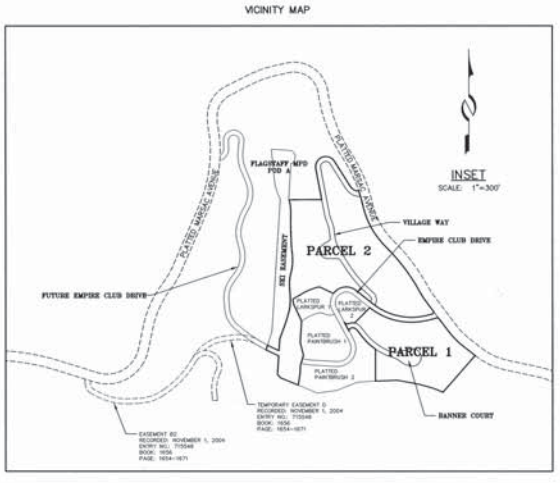 VICINITY MAP
INSET
SCALE: 1"=300'
PLATTED MARSAC AVENUE
PLATTED MARSAC AVENUE
FLAGSTAFF MPD
POD A
VILLAGE WAY
EMPIRE CLUB DRIVE
PARCEL 2
SKI EASEMENT
FUTURE EMPIRE CLUB DRIVE
PLATTED
LARKSPUR 1
PLATTED
LARKSPUR
2
PLATTED
PAINTBRUSH 1
PARCEL 1
PLATTED
PAINTBRUSH 2
BANNER COURT
TEMPORARY EASEMENT D
RECORDED: NOVEMBER 1, 2004
ENTRY NO.: 715548
BOOK: 1656
PAGE: 1654-1671
EASEMENT B2
RECORDED: NOVEMBER 1, 2004
ENTRY NO.: 715548
BOOK: 1656
PAGE: 1654-1671